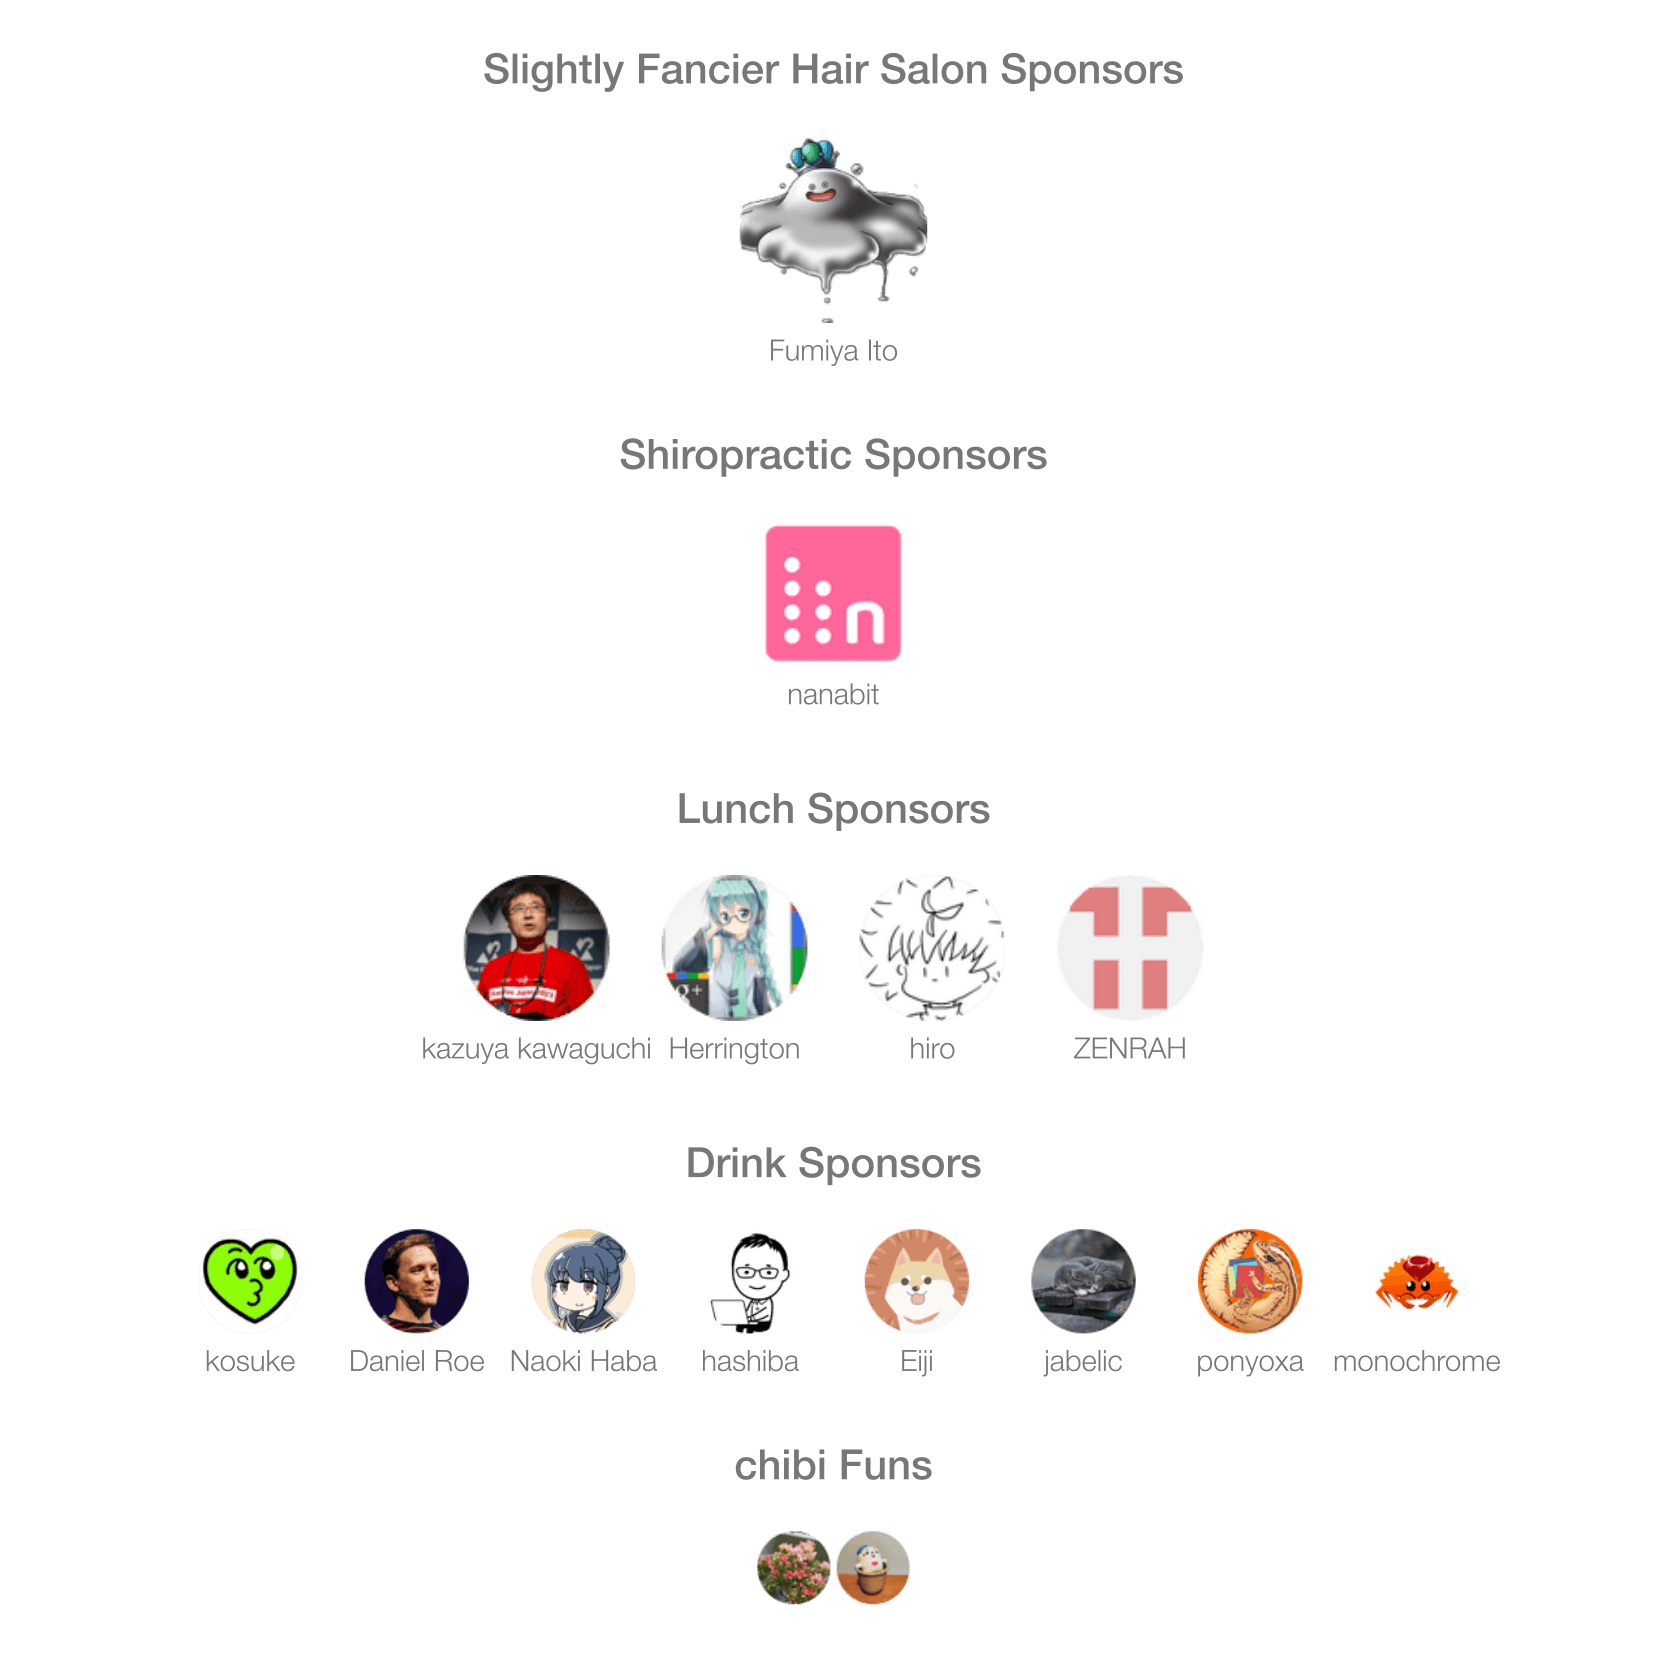 Slightly Fancier Hair Salon Sponsors
Fumiya Ito
Shiropractic Sponsors
n
nanabit
Lunch Sponsors
g+
kazuya kawaguchi Herrington hiro ZENRAH
Drink Sponsors
R
kosuke Daniel Roe Naoki Haba hashiba Eiji jabelic ponyoxa monochrome
chibi Funs